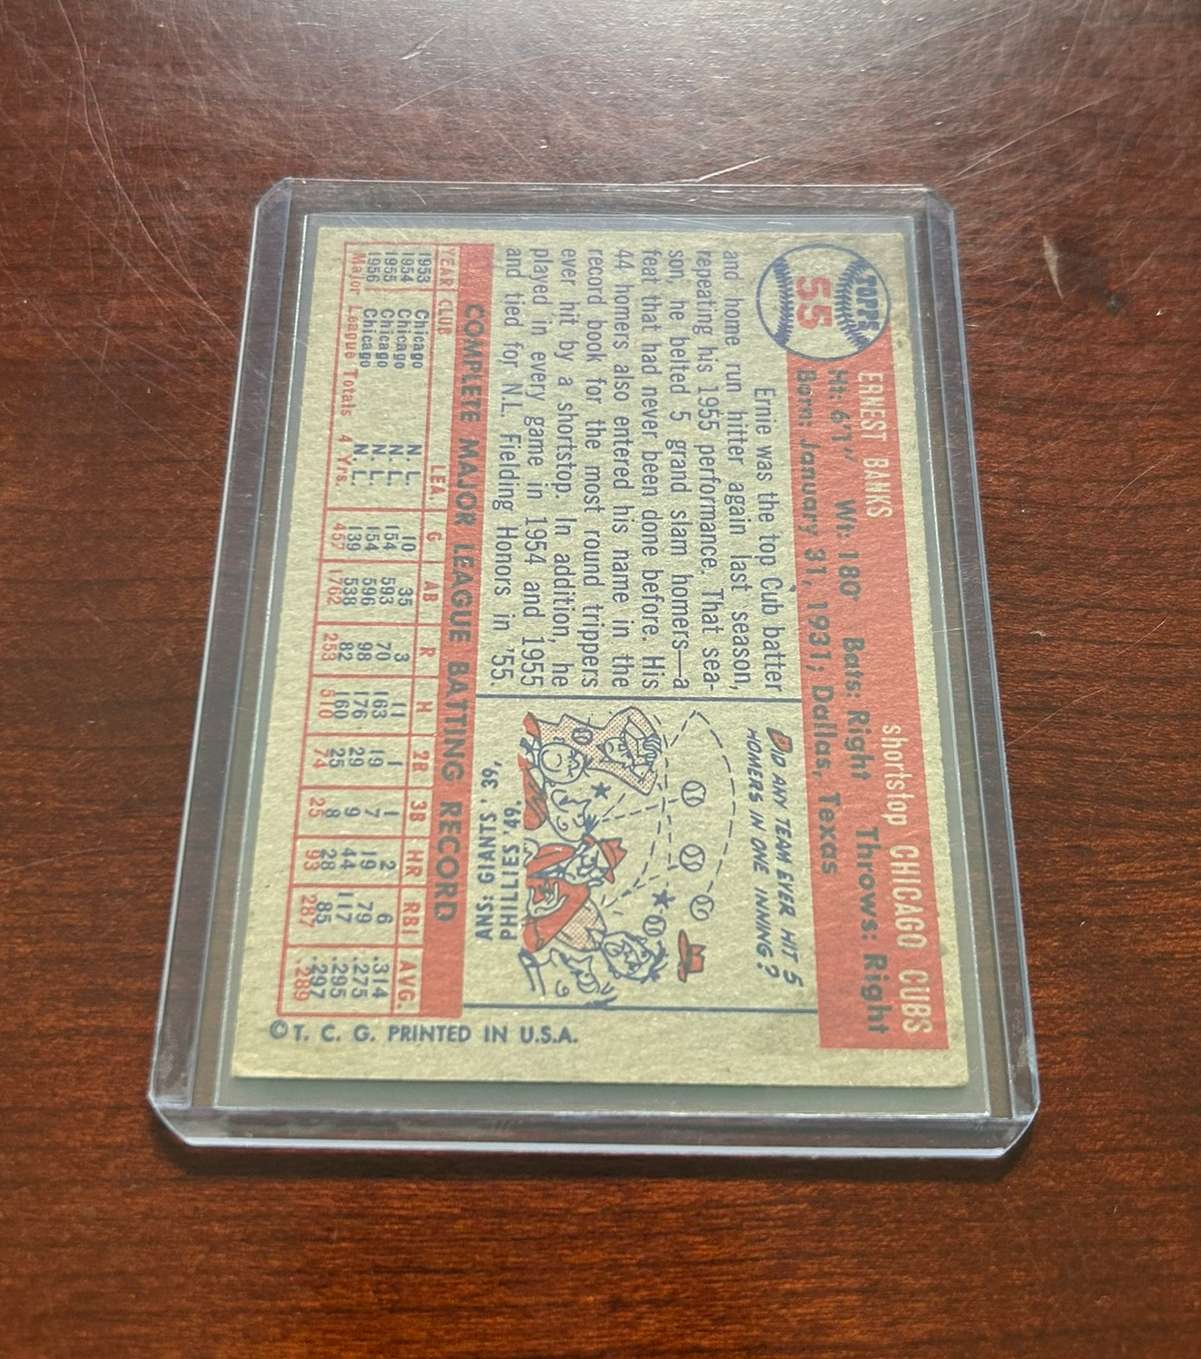 TOPPS
55
ERNEST BANKS shortstop CHICAGO CUBS
Ht: 6'1" Wt: 180 Bats: Right Throws: Right
Born: January 31, 1931; Dallas, Texas
Ernie was the top Cub batter
and home run hitter again last season,
repeating his 1955 performance. That sea-
son, he belted 5 grand slam homers—a
feat that had never been done before. His
44 homers also entered his name in the
record book for the most round trippers
ever hit by a shortstop. In addition, he
played in every game in 1954 and 1955
and tied for N.L. Fielding Honors in '55.
DID ANY TEAM EVER HIT 5
HOMERS IN ONE INNING?
ANS: GIANTS '39,
PHILLIES '49.
COMPLETE MAJOR LEAGUE BATTING RECORD
YEAR CLUB LEA. G AB R H 2B 3B HR RBI AVG.
1953 Chicago N. L. 10 35 3 11 1 1 2 6 .314
1954 Chicago N. L. 154 593 70 163 19 7 19 79 .275
1955 Chicago N. L. 154 596 98 176 29 9 44 117 .295
1956 Chicago N. L. 139 538 82 160 25 8 28 85 .297
Major League Totals 4 Yrs. 457 1762 253 510 74 25 93 287 .289
©T. C. G. PRINTED IN U.S.A.